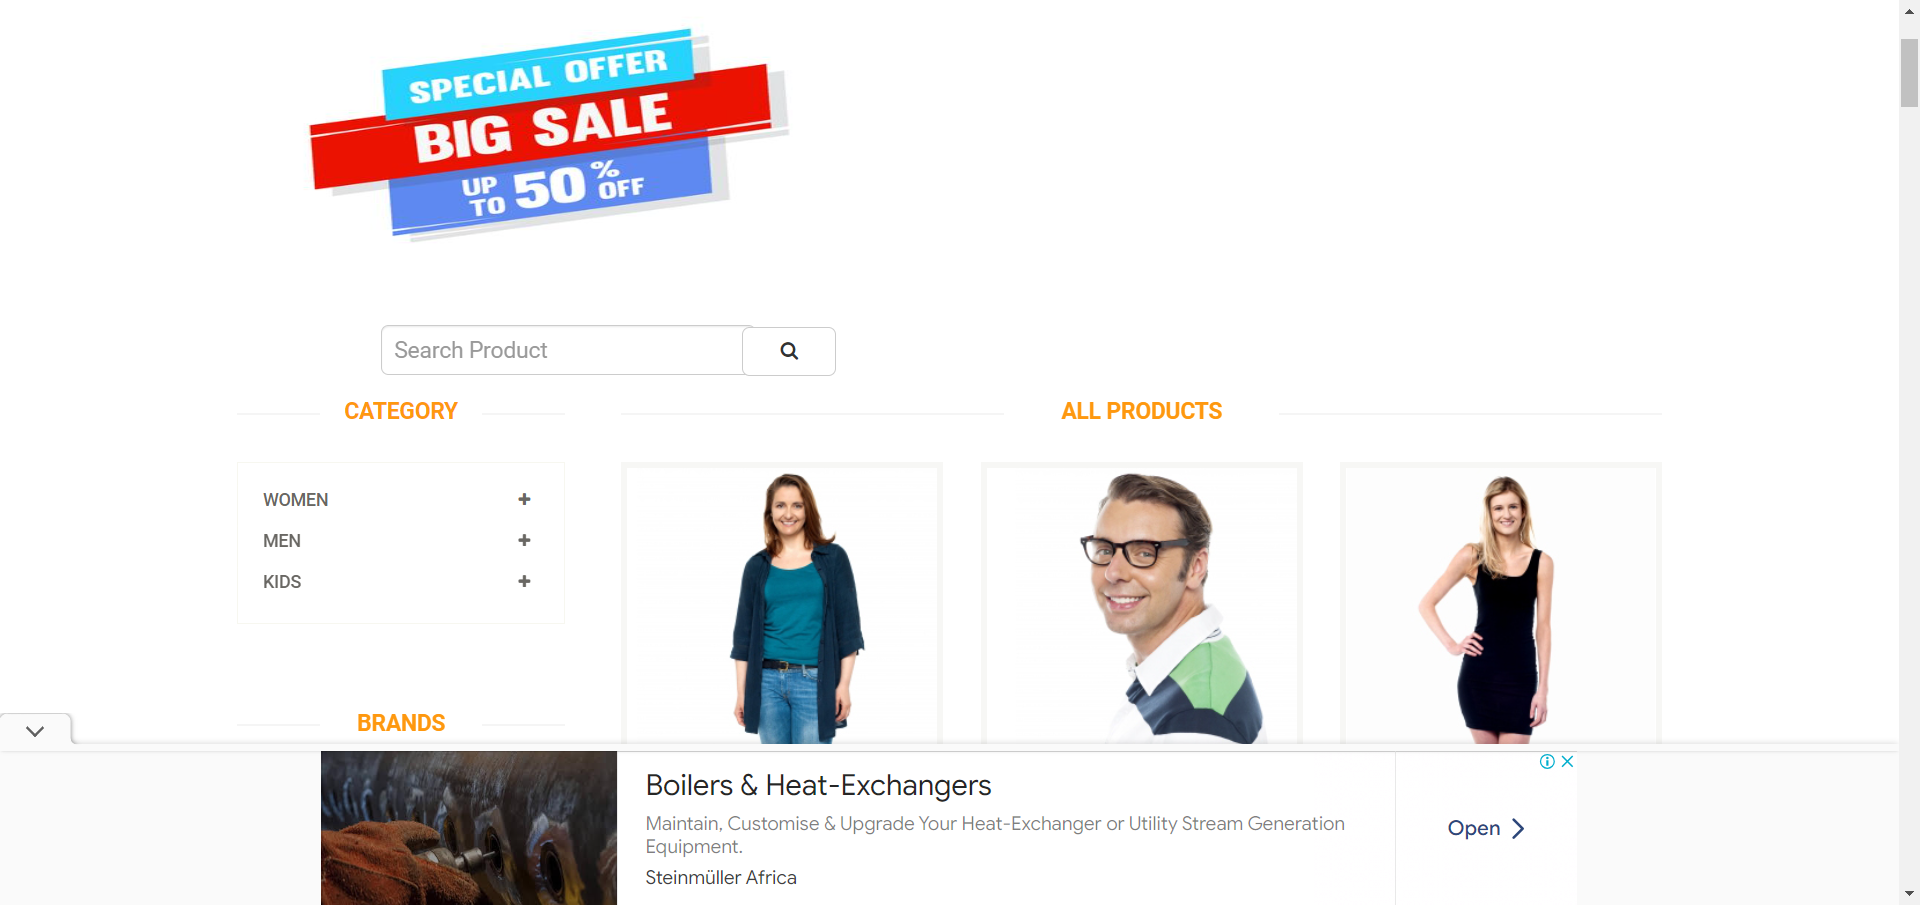 SPECIAL OFFER
BIG SALE
UP TO 50% OFF
Search Product
CATEGORY
ALL PRODUCTS
WOMEN
MEN
KIDS
BRANDS
Boilers & Heat-Exchangers
Maintain, Customise & Upgrade Your Heat-Exchanger or Utility Stream Generation
Equipment.
Steinmüller Africa
Open